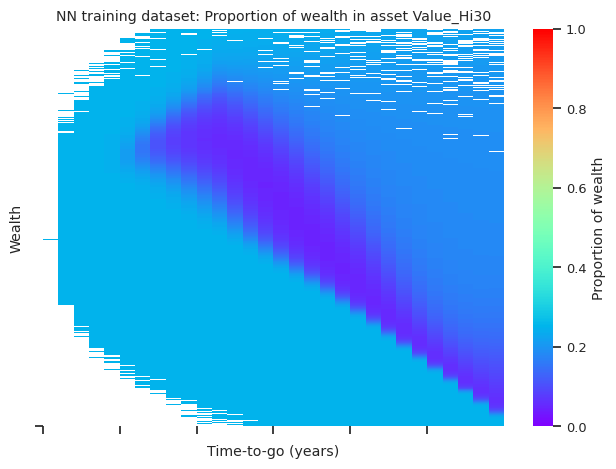 NN training dataset: Proportion of wealth in asset Value_Hi30
Wealth
Time-to-go (years)
1.0
0.8
0.6
0.4
0.2
0.0
Proportion of wealth